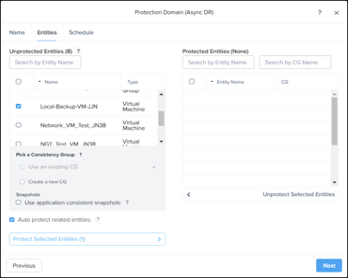 Protection Domain (Async DR)
? ×
Name Entities Schedule
Unprotected Entities (8) ?
Protected Entities (None)
Search by Entity Name
Search by Entity Name
Search by CG Name
Name
Type
Entity Name
CG
Group
Local-Backup-VM-JJN
Virtual
Machine
Network_VM_Test_JN38
Virtual
Machine
NGT_Test_VM_JN38
Virtual
Pick a Consistency Group ?
Use an existing CG
Create a new CG
Snapshots
Use application consistent snapshots ?
Auto protect related entities. ?
Protect Selected Entities (1) >
< Unprotect Selected Entities
Previous
Next